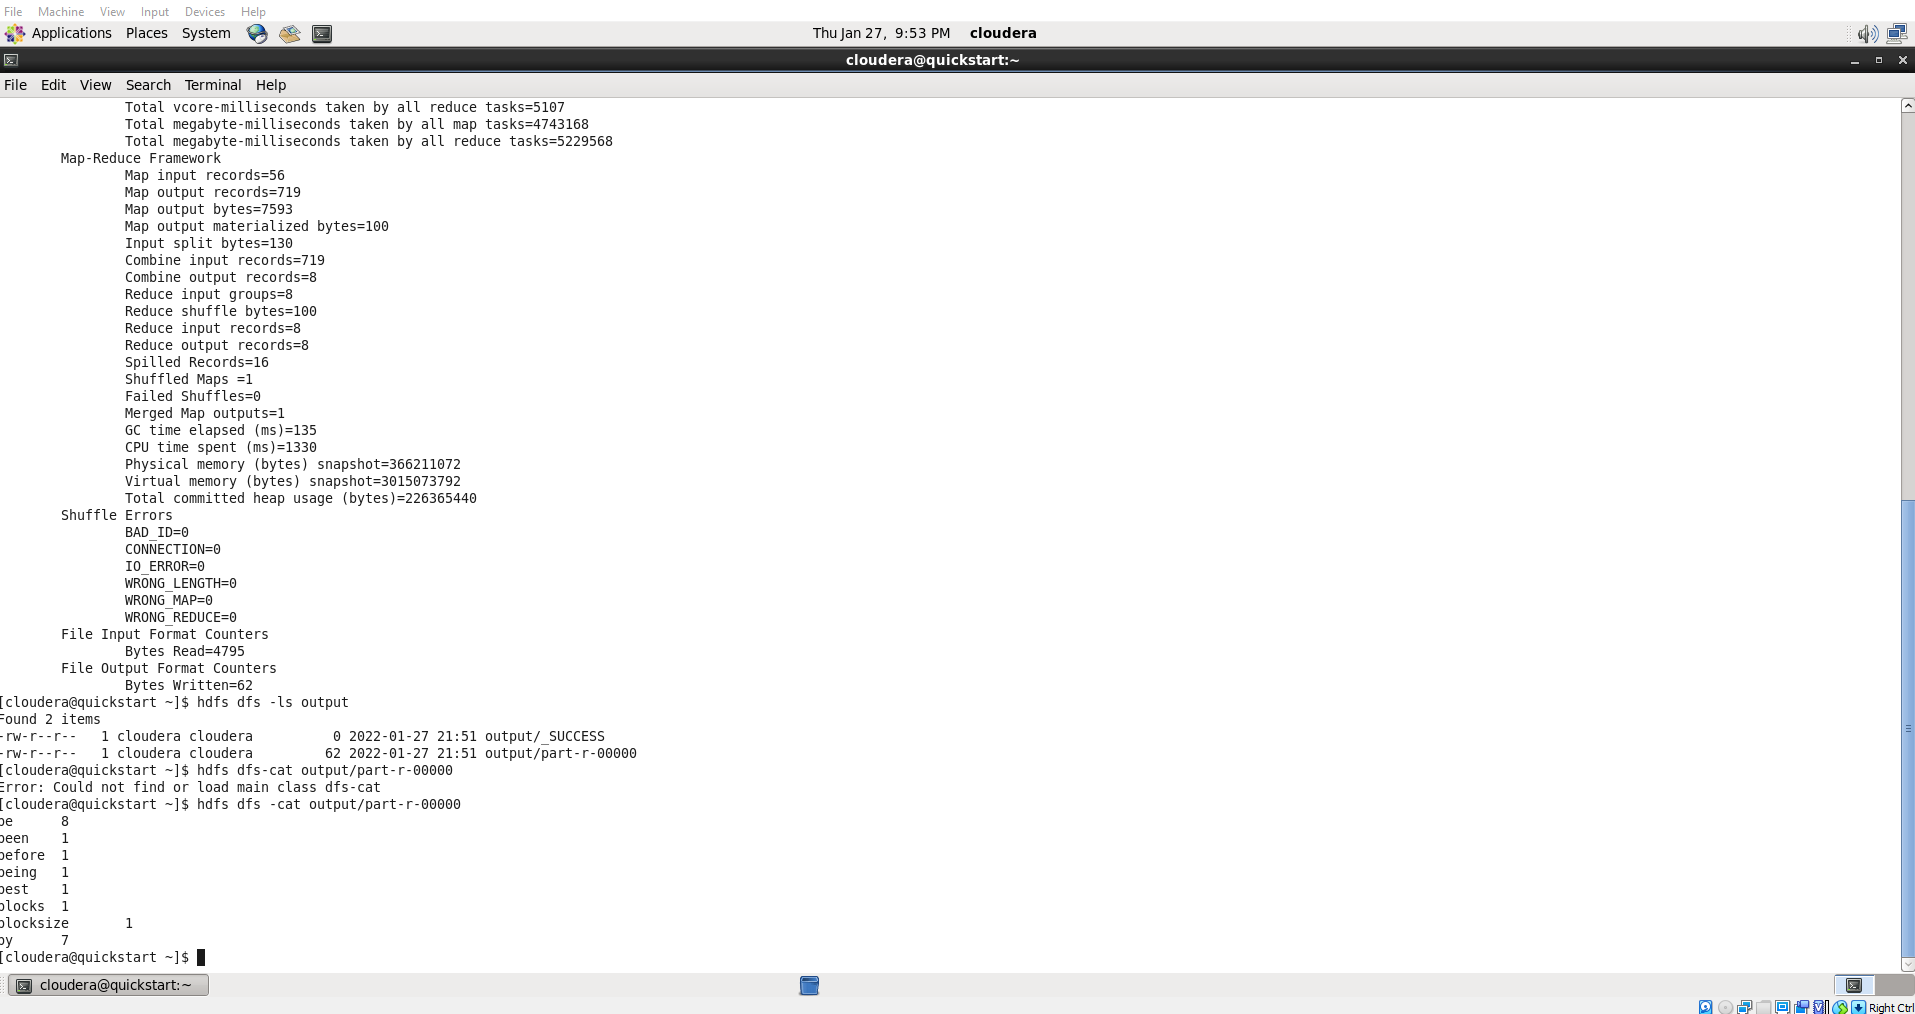 File Machine View Input Devices Help
Applications Places System Thu Jan 27, 9:53 PM cloudera
cloudera@quickstart:~
File Edit View Search Terminal Help
Total vcore-milliseconds taken by all reduce tasks=5107
Total megabyte-milliseconds taken by all map tasks=4743168
Total megabyte-milliseconds taken by all reduce tasks=5229568
Map-Reduce Framework
Map input records=56
Map output records=719
Map output bytes=7593
Map output materialized bytes=100
Input split bytes=130
Combine input records=719
Combine output records=8
Reduce input groups=8
Reduce shuffle bytes=100
Reduce input records=8
Reduce output records=8
Spilled Records=16
Shuffled Maps =1
Failed Shuffles=0
Merged Map outputs=1
GC time elapsed (ms)=135
CPU time spent (ms)=1330
Physical memory (bytes) snapshot=366211072
Virtual memory (bytes) snapshot=3015073792
Total committed heap usage (bytes)=226365440
Shuffle Errors
BAD_ID=0
CONNECTION=0
IO_ERROR=0
WRONG_LENGTH=0
WRONG_MAP=0
WRONG_REDUCE=0
File Input Format Counters
Bytes Read=4795
File Output Format Counters
Bytes Written=62
[cloudera@quickstart ~]$ hdfs dfs -ls output
Found 2 items
-rw-r--r-- 1 cloudera cloudera 0 2022-01-27 21:51 output/_SUCCESS
-rw-r--r-- 1 cloudera cloudera 62 2022-01-27 21:51 output/part-r-00000
[cloudera@quickstart ~]$ hdfs dfs-cat output/part-r-00000
Error: Could not find or load main class dfs-cat
[cloudera@quickstart ~]$ hdfs dfs -cat output/part-r-00000
be 8
been 1
before 1
being 1
best 1
blocks 1
blocksize 1
by 7
[cloudera@quickstart ~]$
cloudera@quickstart:~
Right Ctrl